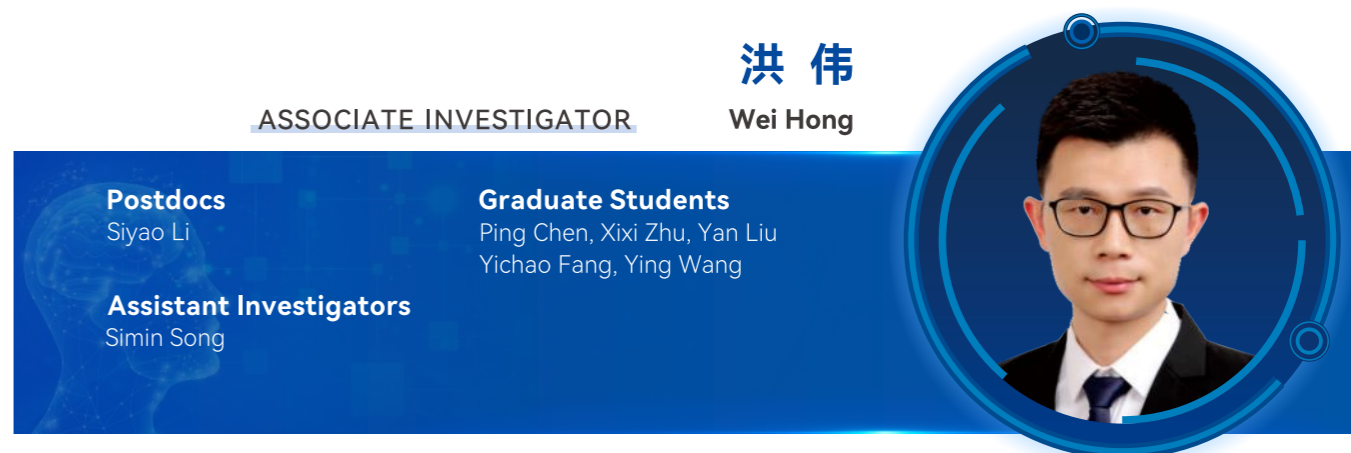 洪 伟
ASSOCIATE INVESTIGATOR Wei Hong
Postdocs
Siyao Li
Assistant Investigators
Simin Song
Graduate Students
Ping Chen, Xixi Zhu, Yan Liu
Yichao Fang, Ying Wang